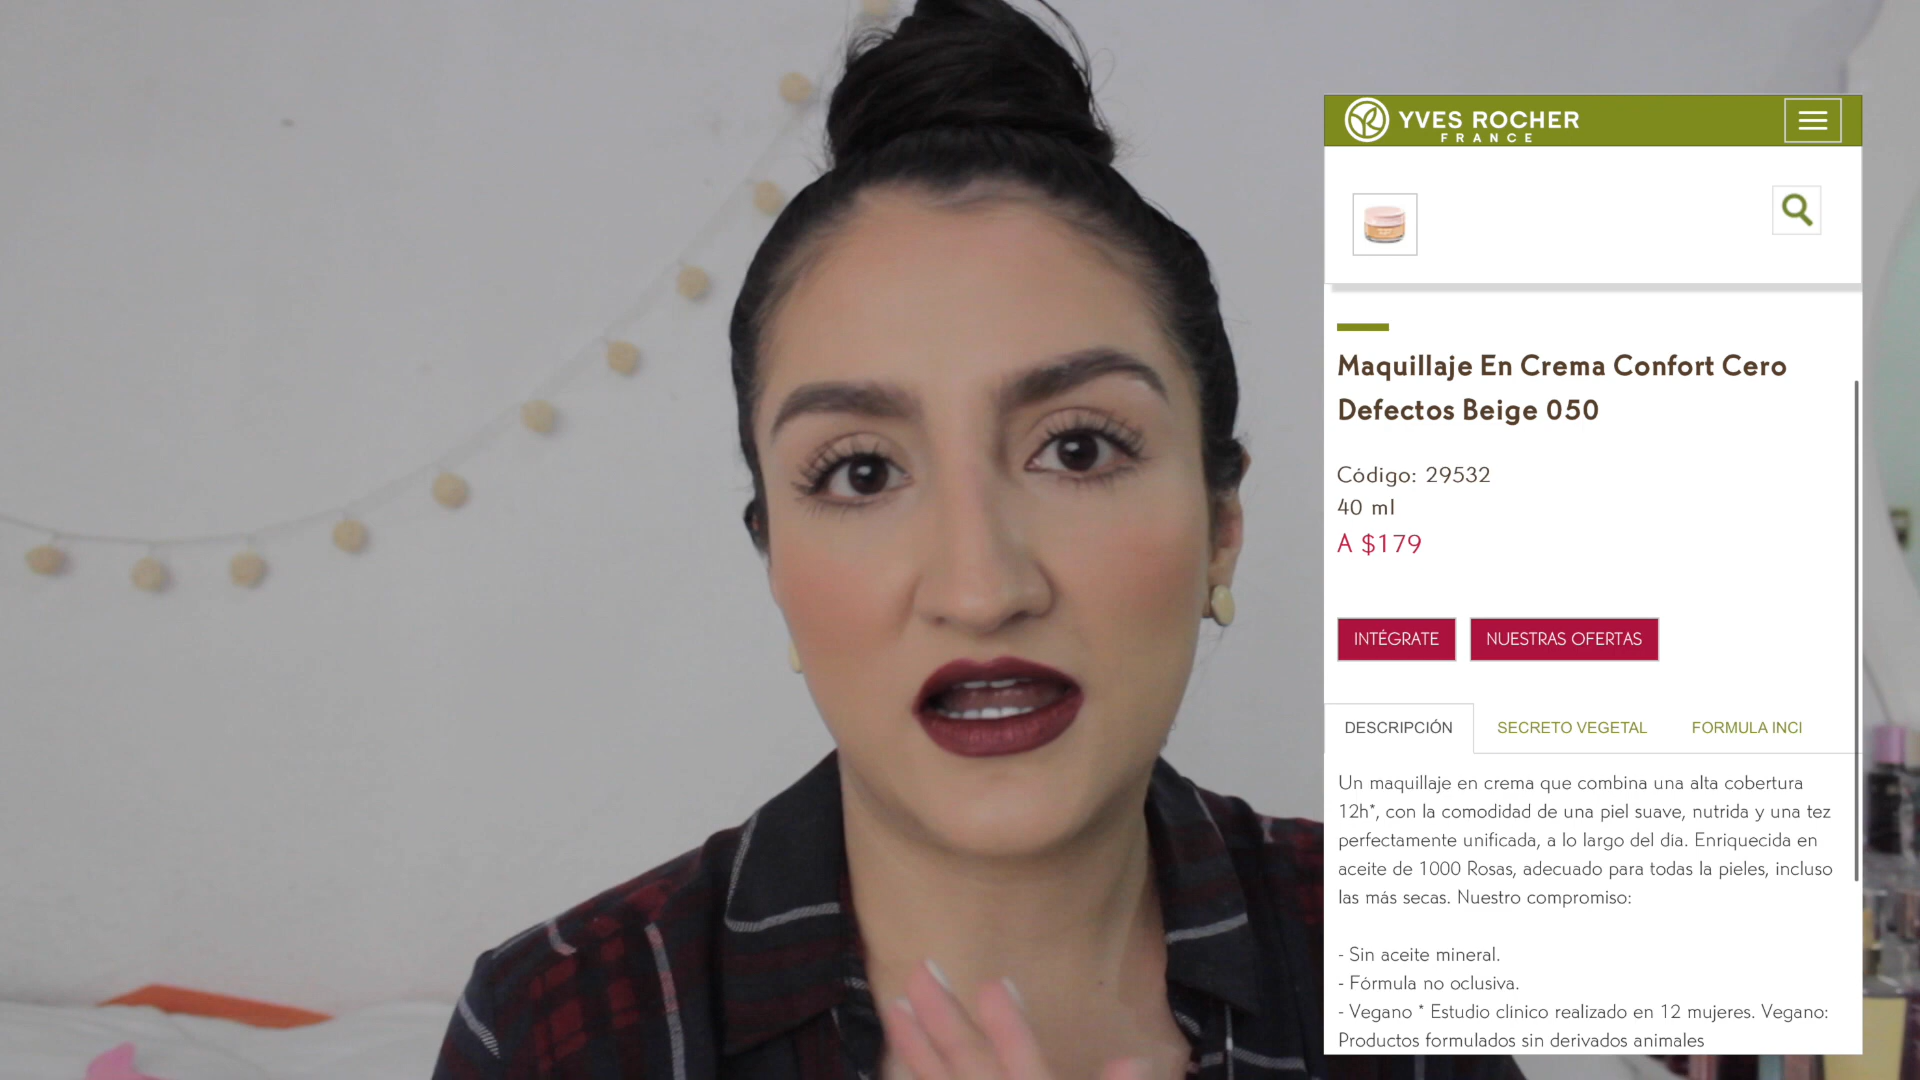 YVES ROCHER
FRANCE
Maquillaje En Crema Confort Cero
Defectos Beige 050
Código: 29532
40 ml
A $179
INTÉGRATE
NUESTRAS OFERTAS
DESCRIPCIÓN
SECRETO VEGETAL
FORMULA INCI
Un maquillaje en crema que combina una alta cobertura
12h*, con la comodidad de una piel suave, nutrida y una tez
perfectamente unificada, a lo largo del día. Enriquecida en
aceite de 1000 Rosas, adecuado para todas la pieles, incluso
las más secas. Nuestro compromiso:
- Sin aceite mineral.
- Fórmula no oclusiva.
- Vegano * Estudio clínico realizado en 12 mujeres. Vegano:
Productos formulados sin derivados animales